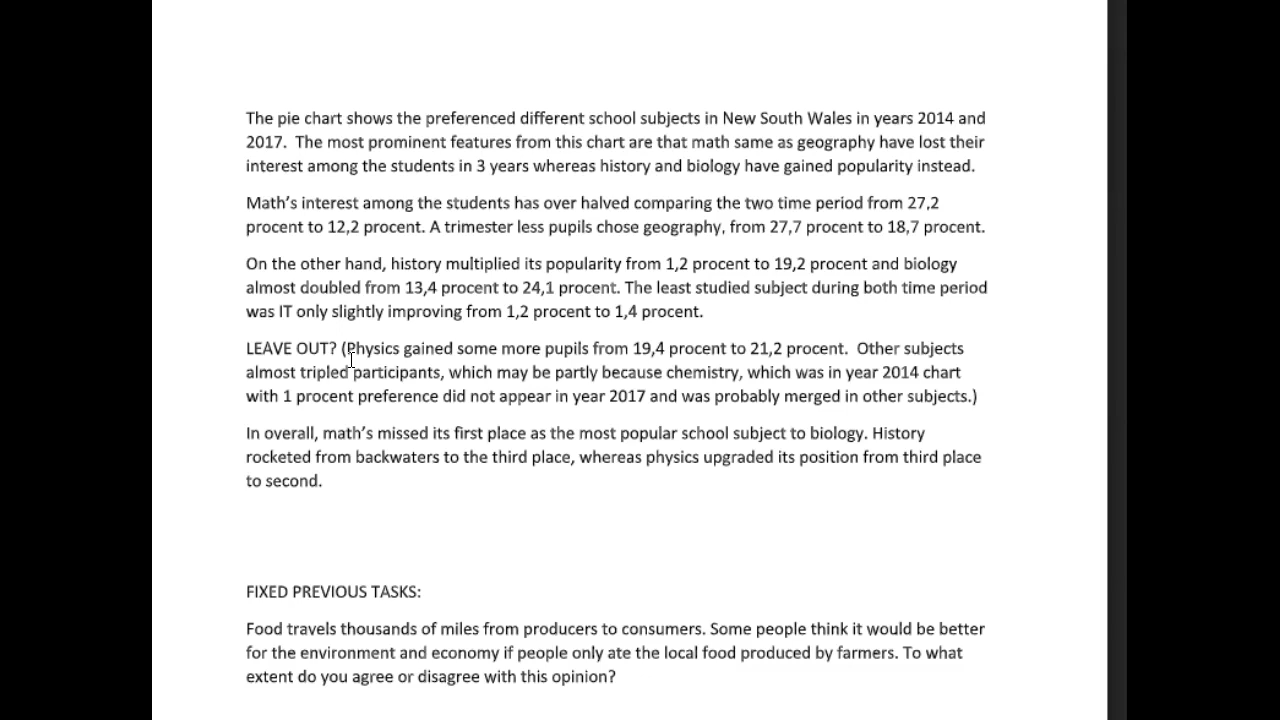 The pie chart shows the preferenced different school subjects in New South Wales in years 2014 and
2017.  The most prominent features from this chart are that math same as geography have lost their
interest among the students in 3 years whereas history and biology have gained popularity instead.
Math's interest among the students has over halved comparing the two time period from 27,2
procent to 12,2 procent. A trimester less pupils chose geography, from 27,7 procent to 18,7 procent.
On the other hand, history multiplied its popularity from 1,2 procent to 19,2 procent and biology
almost doubled from 13,4 procent to 24,1 procent. The least studied subject during both time period
was IT only slightly improving from 1,2 procent to 1,4 procent.
LEAVE OUT? (Physics gained some more pupils from 19,4 procent to 21,2 procent.  Other subjects
almost tripled participants, which may be partly because chemistry, which was in year 2014 chart
with 1 procent preference did not appear in year 2017 and was probably merged in other subjects.)
In overall, math's missed its first place as the most popular school subject to biology. History
rocketed from backwaters to the third place, whereas physics upgraded its position from third place
to second.
FIXED PREVIOUS TASKS:
Food travels thousands of miles from producers to consumers. Some people think it would be better
for the environment and economy if people only ate the local food produced by farmers. To what
extent do you agree or disagree with this opinion?